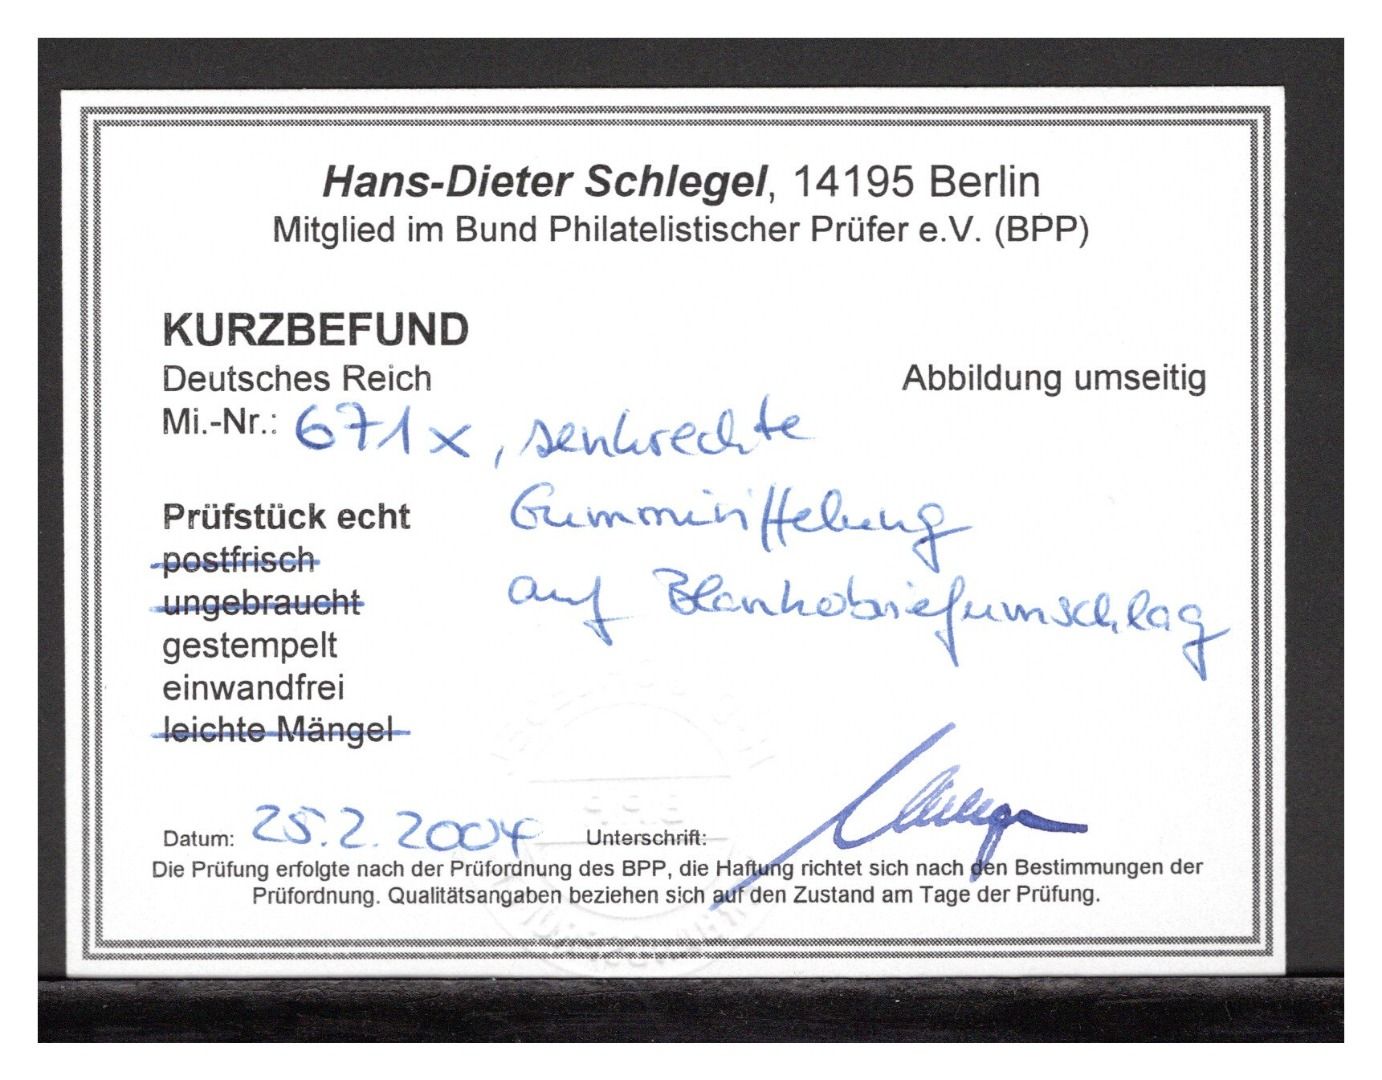 Hans-Dieter Schlegel, 14195 Berlin
Mitglied im Bund Philatelistischer Prüfer e.V. (BPP)
KURZBEFUND
Deutsches Reich
Abbildung umseitig
Mi.-Nr.: 671x, senkrechte
Gummiriffelung
auf Blankobriefumschlag
Prüfstück echt
postfrisch
ungebraucht
gestempelt
einwandfrei
leichte Mängel
Datum: 25.2.2004 Unterschrift: Schlegel
Die Prüfung erfolgte nach der Prüfordnung des BPP, die Haftung richtet sich nach den Bestimmungen der
Prüfordnung. Qualitätsangaben beziehen sich auf den Zustand am Tage der Prüfung.